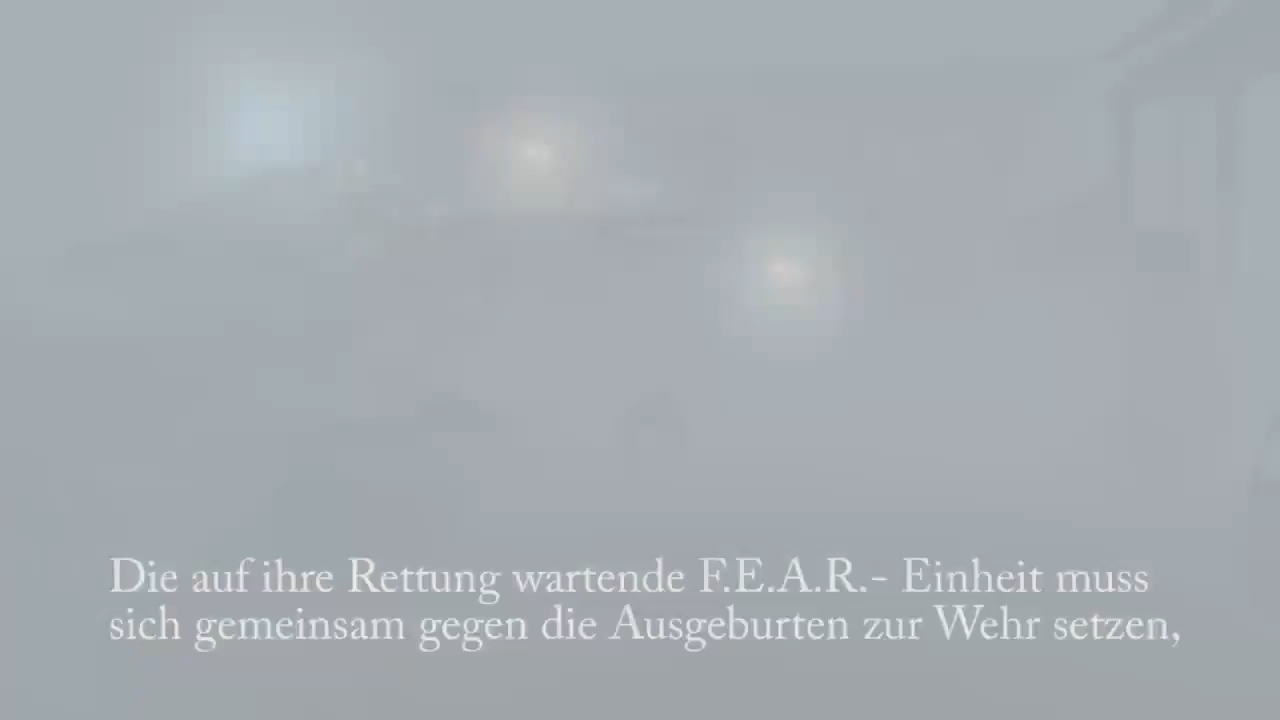 Die auf ihre Rettung wartende F.E.A.R.- Einheit muss
sich gemeinsam gegen die Ausgeburten zur Wehr setzen,